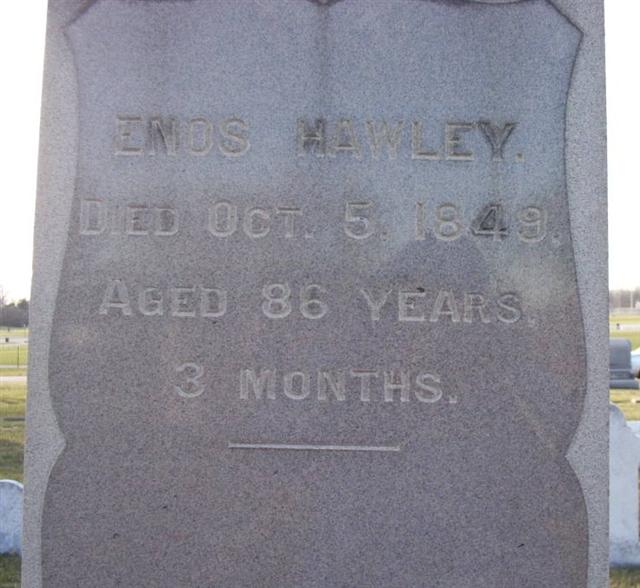 ENOS HAWLEY.
DIED OCT. 5, 1849,
AGED 86 YEARS,
3 MONTHS.